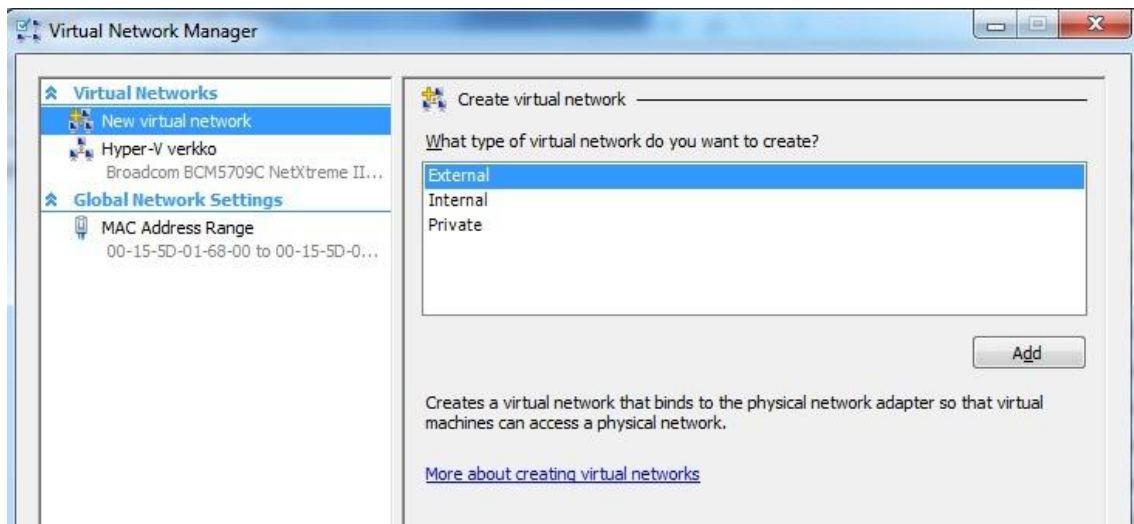 Virtual Network Manager
Virtual Networks
New virtual network
Hyper-V verkko
Broadcom BCM5709C NetXtreme II...
Global Network Settings
MAC Address Range
00-15-5D-01-68-00 to 00-15-5D-0...
Create virtual network
What type of virtual network do you want to create?
External
Internal
Private
Add
Creates a virtual network that binds to the physical network adapter so that virtual
machines can access a physical network.
More about creating virtual networks